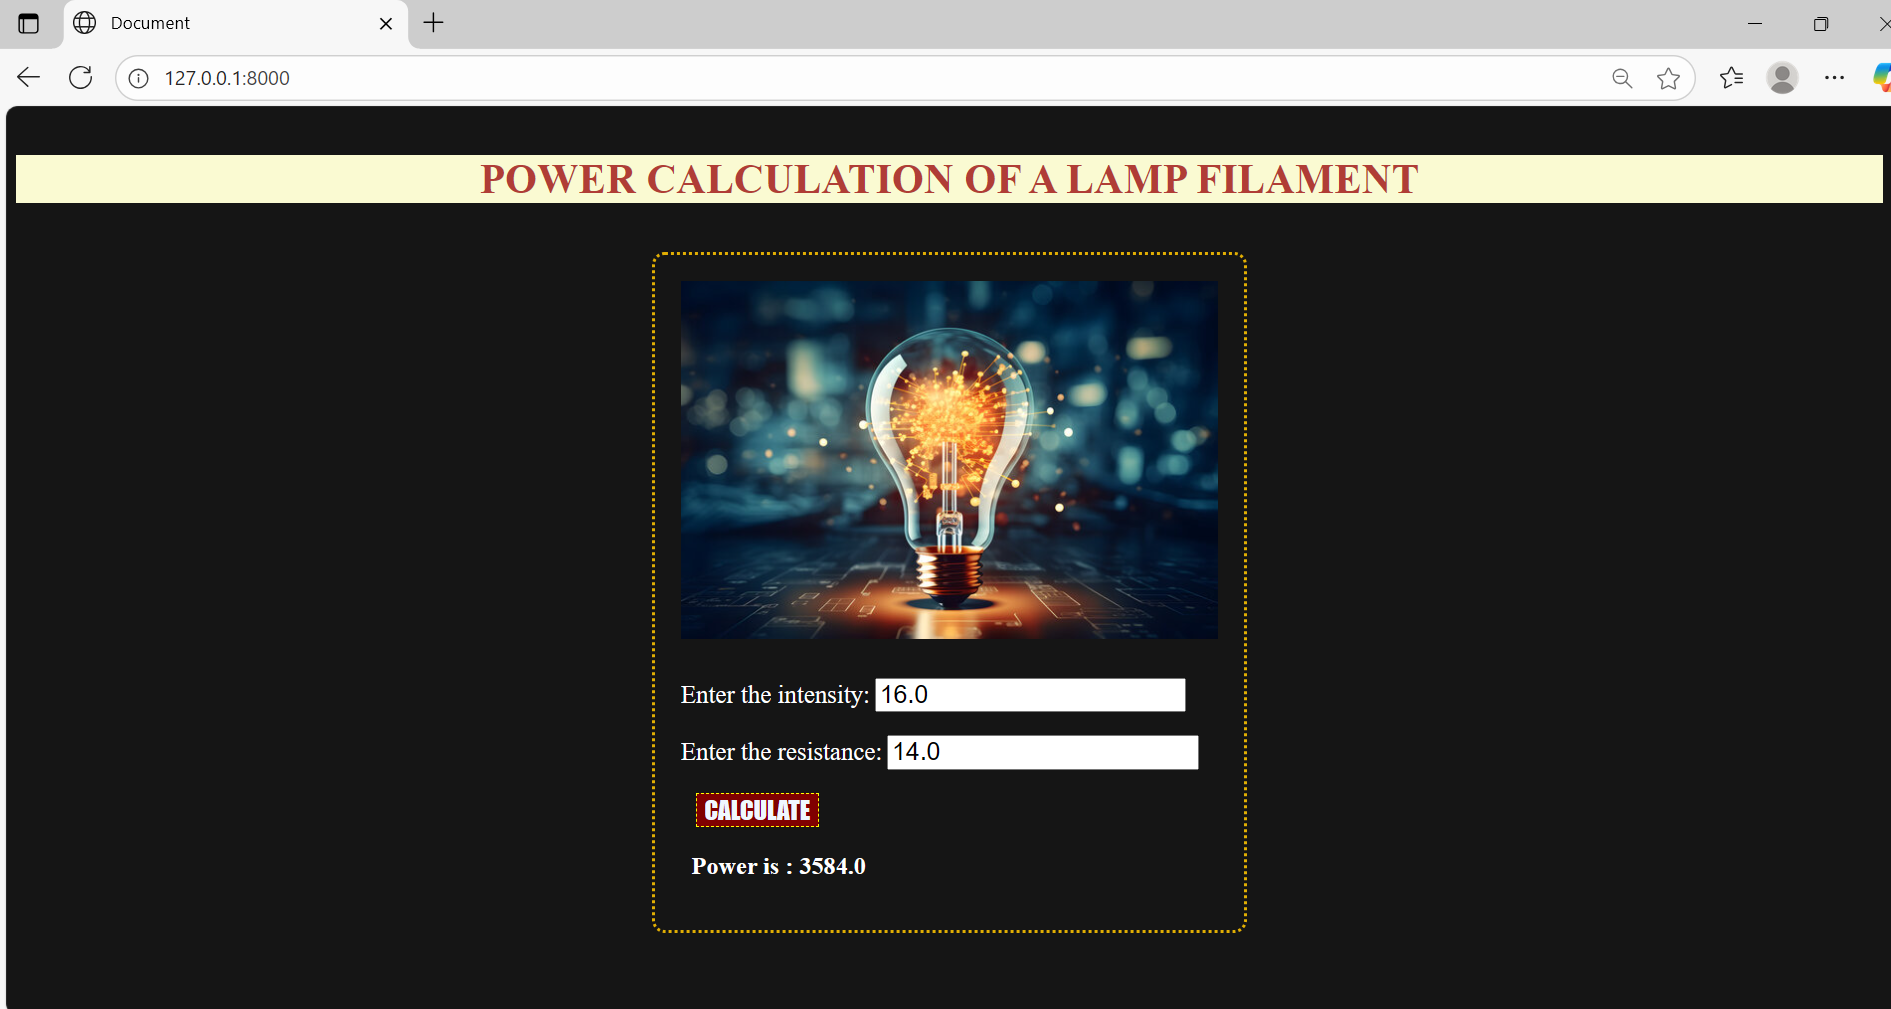 Document
127.0.0.1:8000
POWER CALCULATION OF A LAMP FILAMENT
Enter the intensity: 16.0
Enter the resistance: 14.0
CALCULATE
Power is : 3584.0